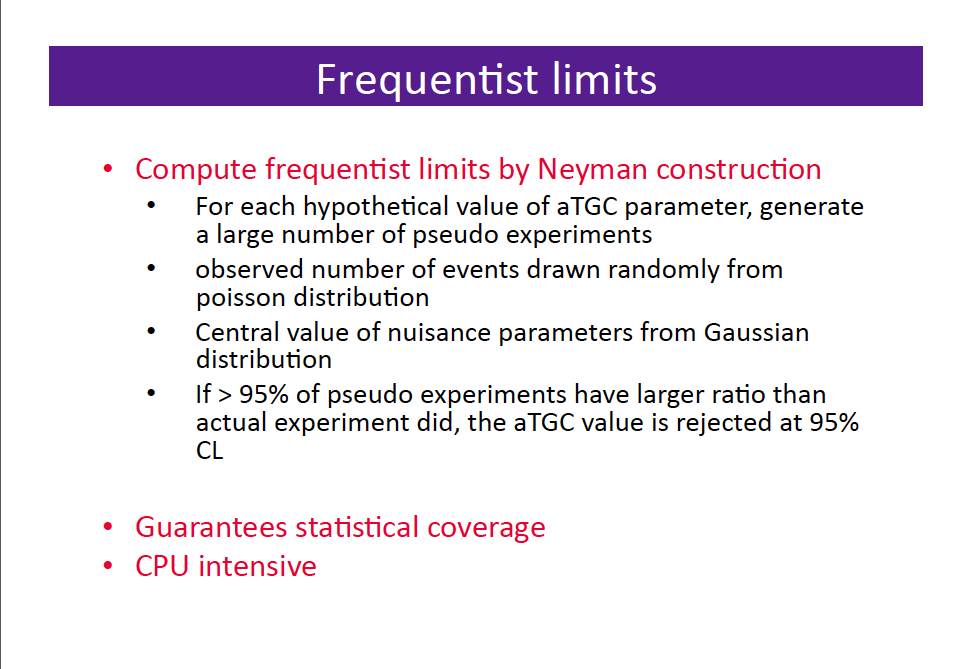 Frequentist limits
• Compute frequentist limits by Neyman construction
• For each hypothetical value of aTGC parameter, generate
a large number of pseudo experiments
• observed number of events drawn randomly from
poisson distribution
• Central value of nuisance parameters from Gaussian
distribution
• If > 95% of pseudo experiments have larger ratio than
actual experiment did, the aTGC value is rejected at 95%
CL
• Guarantees statistical coverage
• CPU intensive